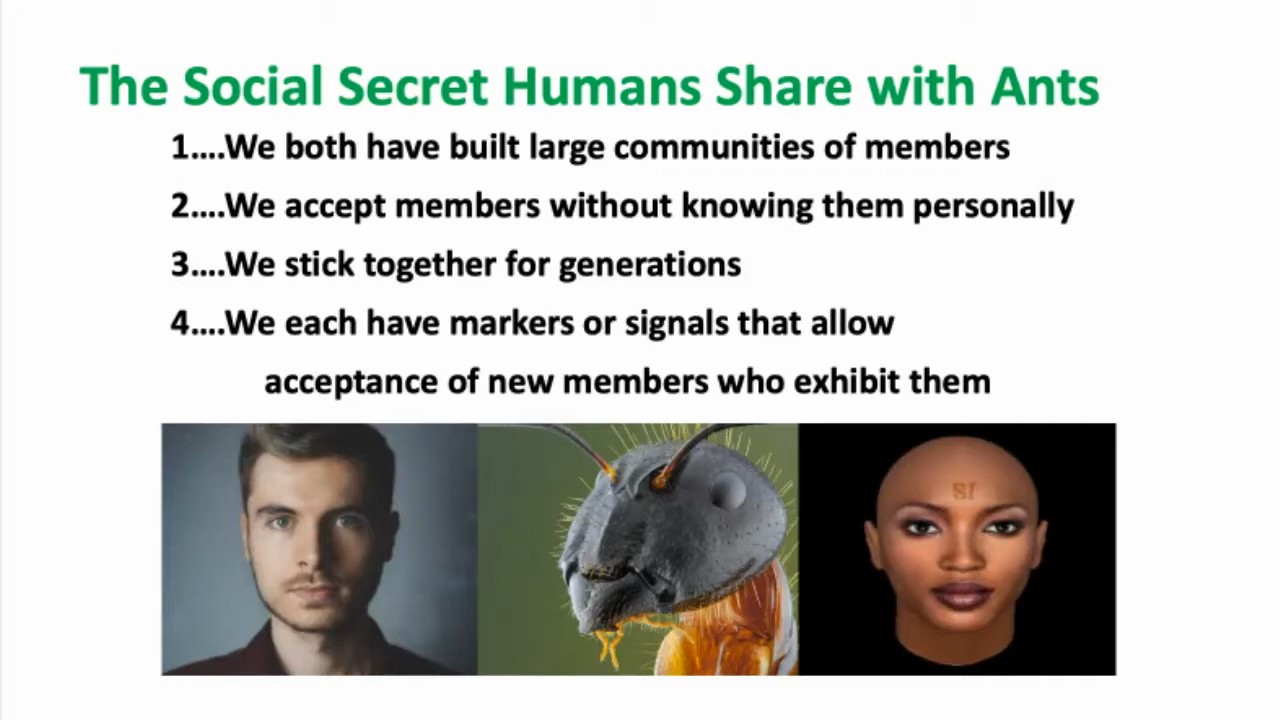 The Social Secret Humans Share with Ants
1....We both have built large communities of members
2....We accept members without knowing them personally
3....We stick together for generations
4....We each have markers or signals that allow
acceptance of new members who exhibit them